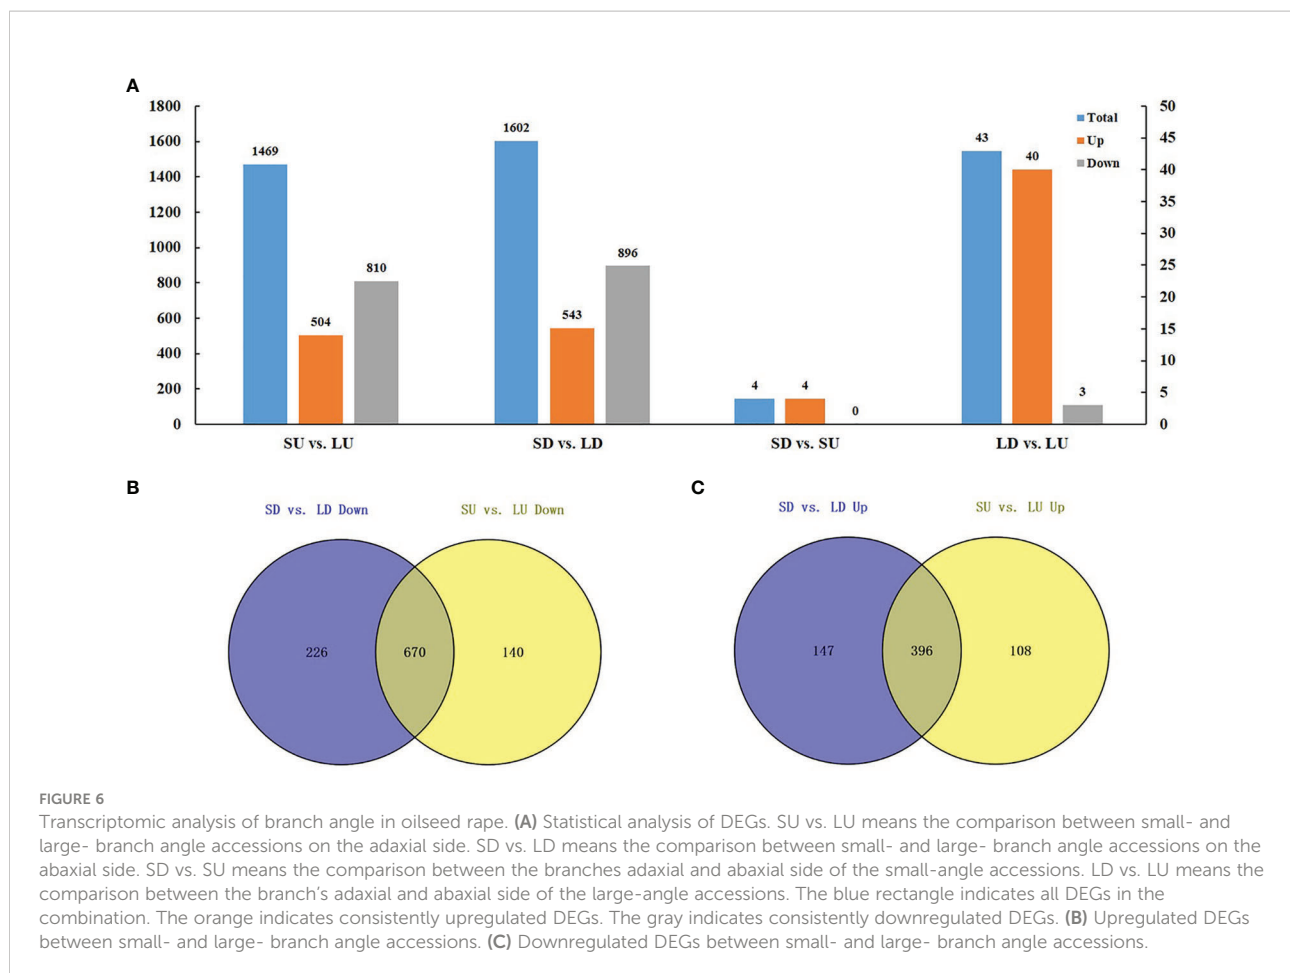 A
1800
1600
1400
1200
1000
800
600
400
200
0
1469
504
810
1602
543
896
4
4
0
43
40
3
50
45
40
35
30
25
20
15
10
5
0
Total
Up
Down
SU vs. LU
SD vs. LD
SD vs. SU
LD vs. LU
B
SD vs. LD Down
SU vs. LU Down
226
670
140
C
SD vs. LD Up
SU vs. LU Up
147
396
108
FIGURE 6
Transcriptomic analysis of branch angle in oilseed rape. (A) Statistical analysis of DEGs. SU vs. LU means the comparison between small- and
large- branch angle accessions on the adaxial side. SD vs. LD means the comparison between small- and large- branch angle accessions on the
abaxial side. SD vs. SU means the comparison between the branches adaxial and abaxial side of the small-angle accessions. LD vs. LU means the
comparison between the branch's adaxial and abaxial side of the large-angle accessions. The blue rectangle indicates all DEGs in the
combination. The orange indicates consistently upregulated DEGs. The gray indicates consistently downregulated DEGs. (B) Upregulated DEGs
between small- and large- branch angle accessions. (C) Downregulated DEGs between small- and large- branch angle accessions.